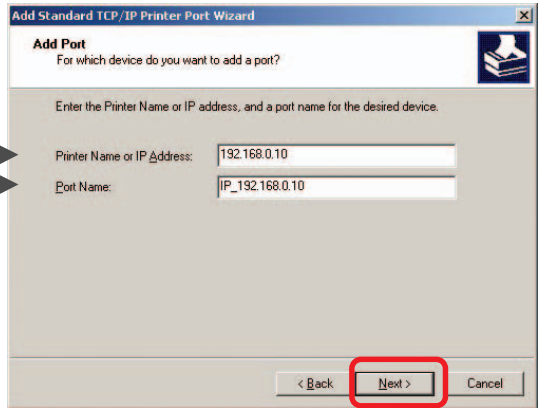 Add Standard TCP/IP Printer Port Wizard
Add Port
For which device do you want to add a port?
Enter the Printer Name or IP address, and a port name for the desired device.
Printer Name or IP Address: 192.168.0.10
Port Name: IP_192.168.0.10
< Back Next > Cancel